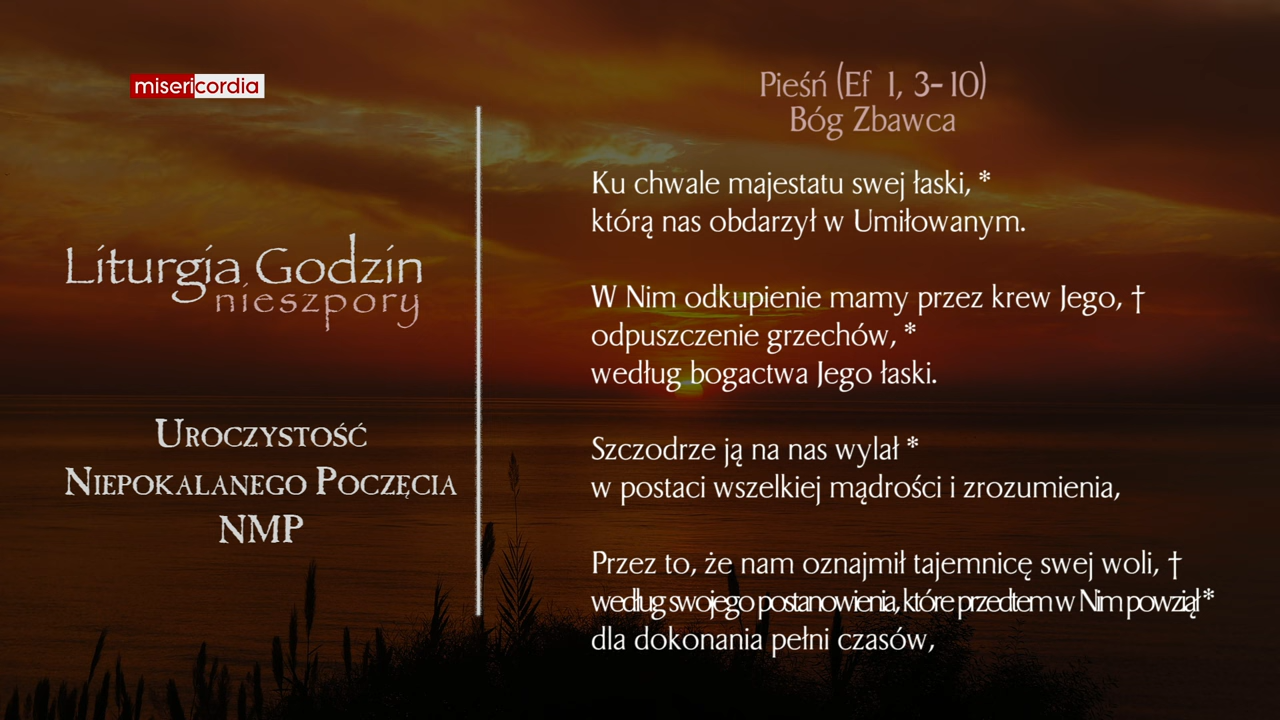 misericordia
Liturgia Godzin
nieszpory
Uroczystość
Niepokalanego Poczęcia
NMP
Pieśń (Ef 1, 3-10)
Bóg Zbawca
Ku chwale majestatu swej łaski, *
którą nas obdarzył w Umiłowanym.
W Nim odkupienie mamy przez krew Jego, †
odpuszczenie grzechów, *
według bogactwa Jego łaski.
Szczodrze ją na nas wylał *
w postaci wszelkiej mądrości i zrozumienia,
Przez to, że nam oznajmił tajemnicę swej woli, †
według swojego postanowienia, które przedtem w Nim powziął *
dla dokonania pełni czasów,